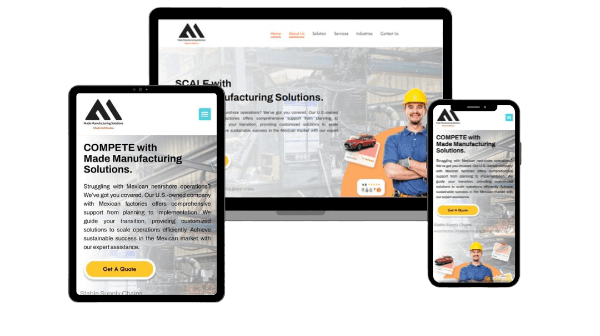 Made Manufacturing Solutions
Home About Us Solution Services Industries Contact Us
SCALE with
nufacturing Solutions.
Made Manufacturing Solutions
COMPETE with
Made Manufacturing
Solutions.
Struggling with Mexican nearshore operations?
We've got you covered. Our U.S.-owned company
with Mexican factories offers comprehensive
support from planning to implementation. We
guide your transition, providing customized
solutions to scale operations efficiently. Achieve
sustainable success in the Mexican market with
our expert assistance.
Get A Quote
Stable Supply Chains
COMPETE with
Made Manufacturing
Solutions.
Struggling with Mexican nearshore operations?
We've got you covered. Our U.S.-owned company
with Mexican factories offers comprehensive
support from planning to implementation. We
guide your transition, providing customized
solutions to scale operations efficiently. Achieve
sustainable success in the Mexican market with
our expert assistance.
Get A Quote
Stable Supply Chains